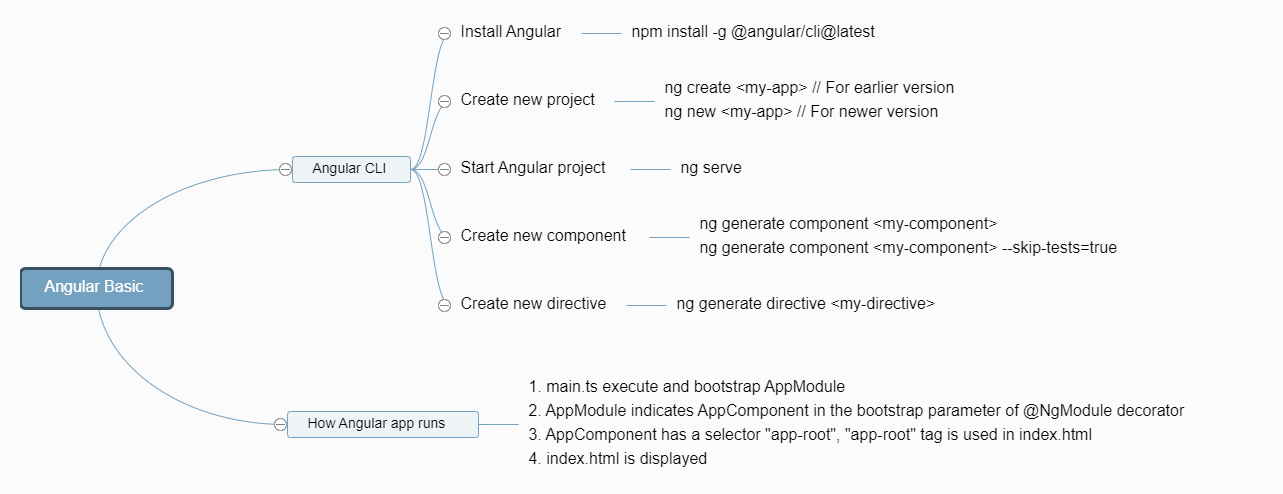 Angular Basic
Angular CLI
Install Angular
npm install -g @angular/cli@latest
Create new project
ng create <my-app> // For earlier version
ng new <my-app> // For newer version
Start Angular project
ng serve
Create new component
ng generate component <my-component>
ng generate component <my-component> --skip-tests=true
Create new directive
ng generate directive <my-directive>
How Angular app runs
1. main.ts execute and bootstrap AppModule
2. AppModule indicates AppComponent in the bootstrap parameter of @NgModule decorator
3. AppComponent has a selector "app-root", "app-root" tag is used in index.html
4. index.html is displayed